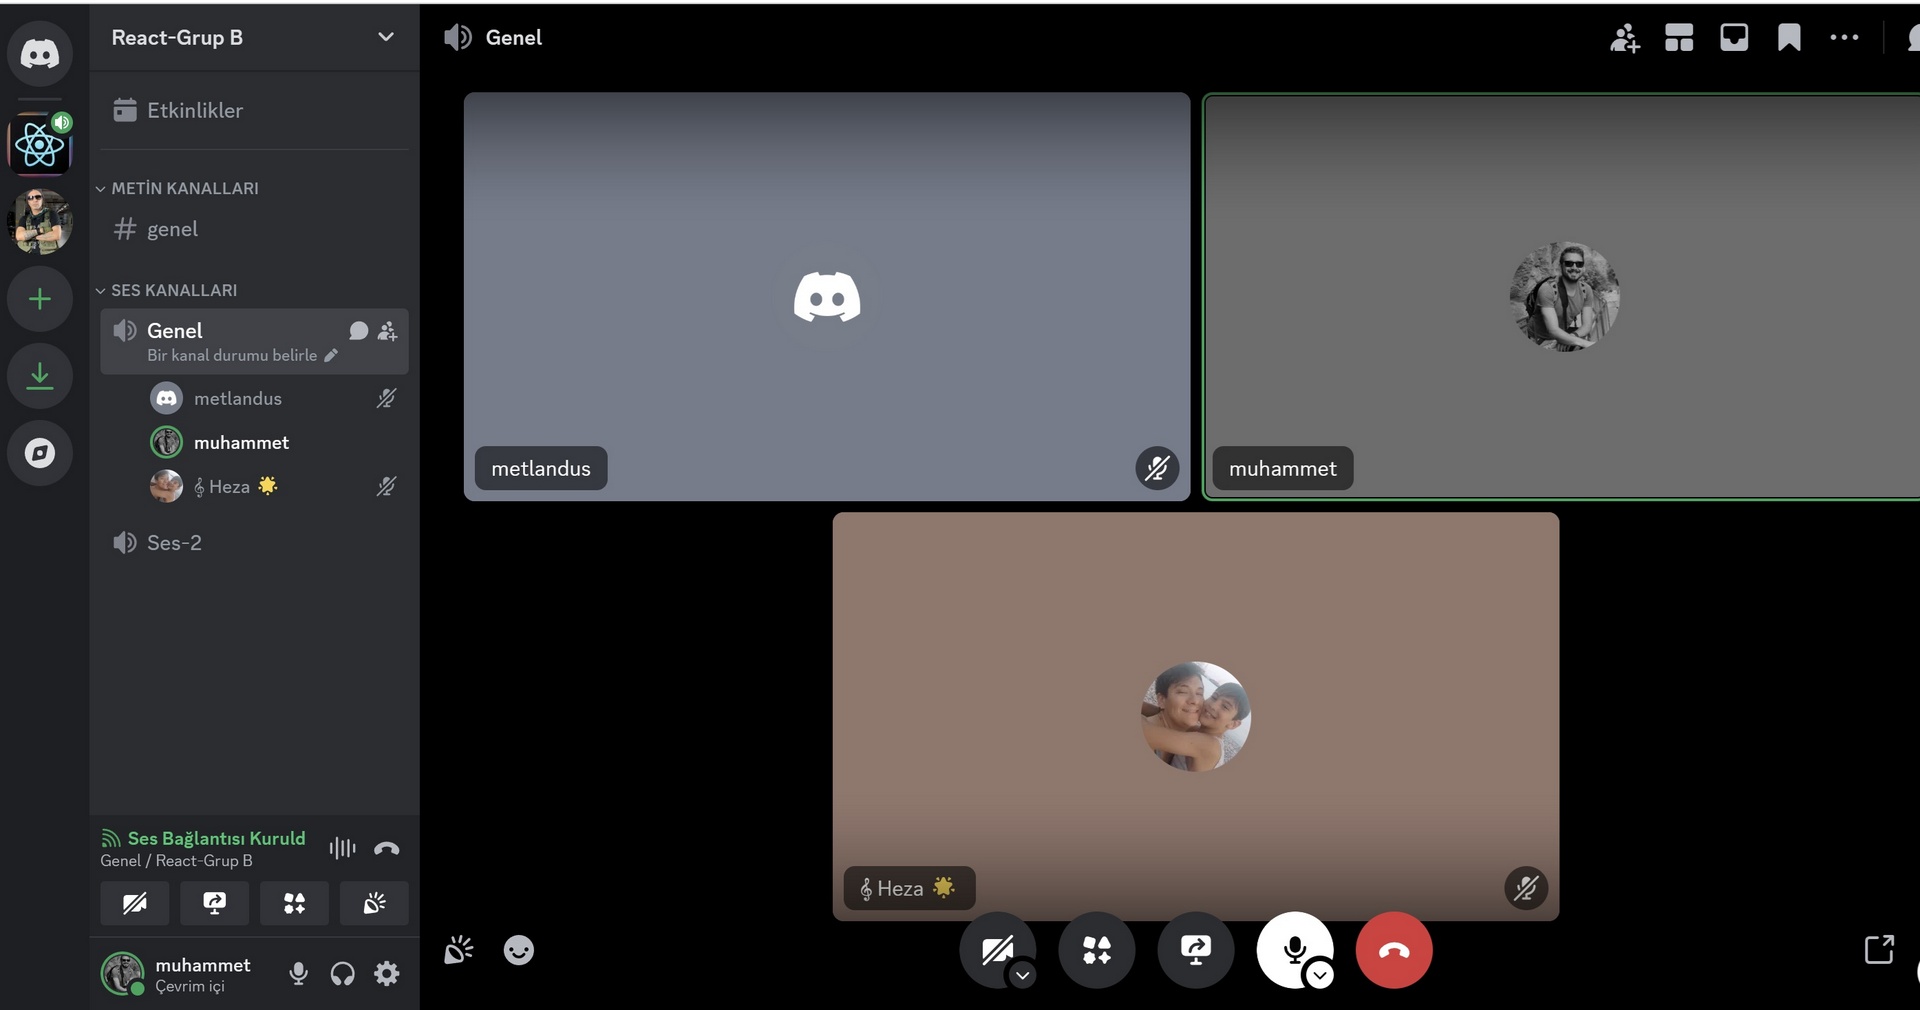 React-Grup B
Etkinlikler
METİN KANALLARI
genel
SES KANALLARI
Genel
Bir kanal durumu belirle
metlandus
muhammet
Heza
Ses-2
Ses Bağlantısı Kuruld
Genel / React-Grup B
muhammet
Çevrim içi
Genel
metlandus
muhammet
Heza